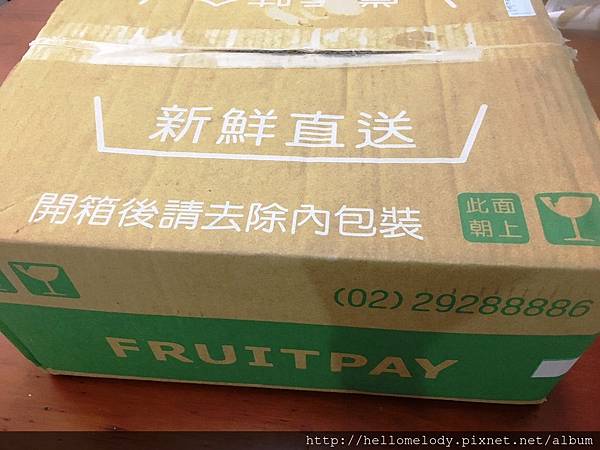 新鮮直送
開箱後請去除內包裝
此面
朝上
(02) 29288886
FRUITPAY
http://hellomelody.pixnet.net/album